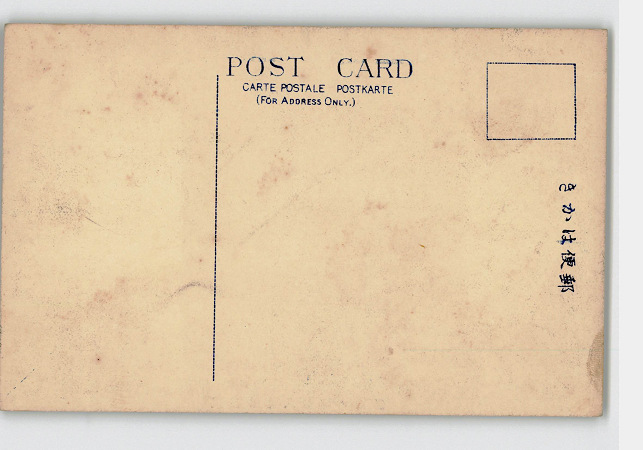 POST CARD
CARTE POSTALE POSTKARTE
(FOR ADDRESS ONLY.)
きかは便郵